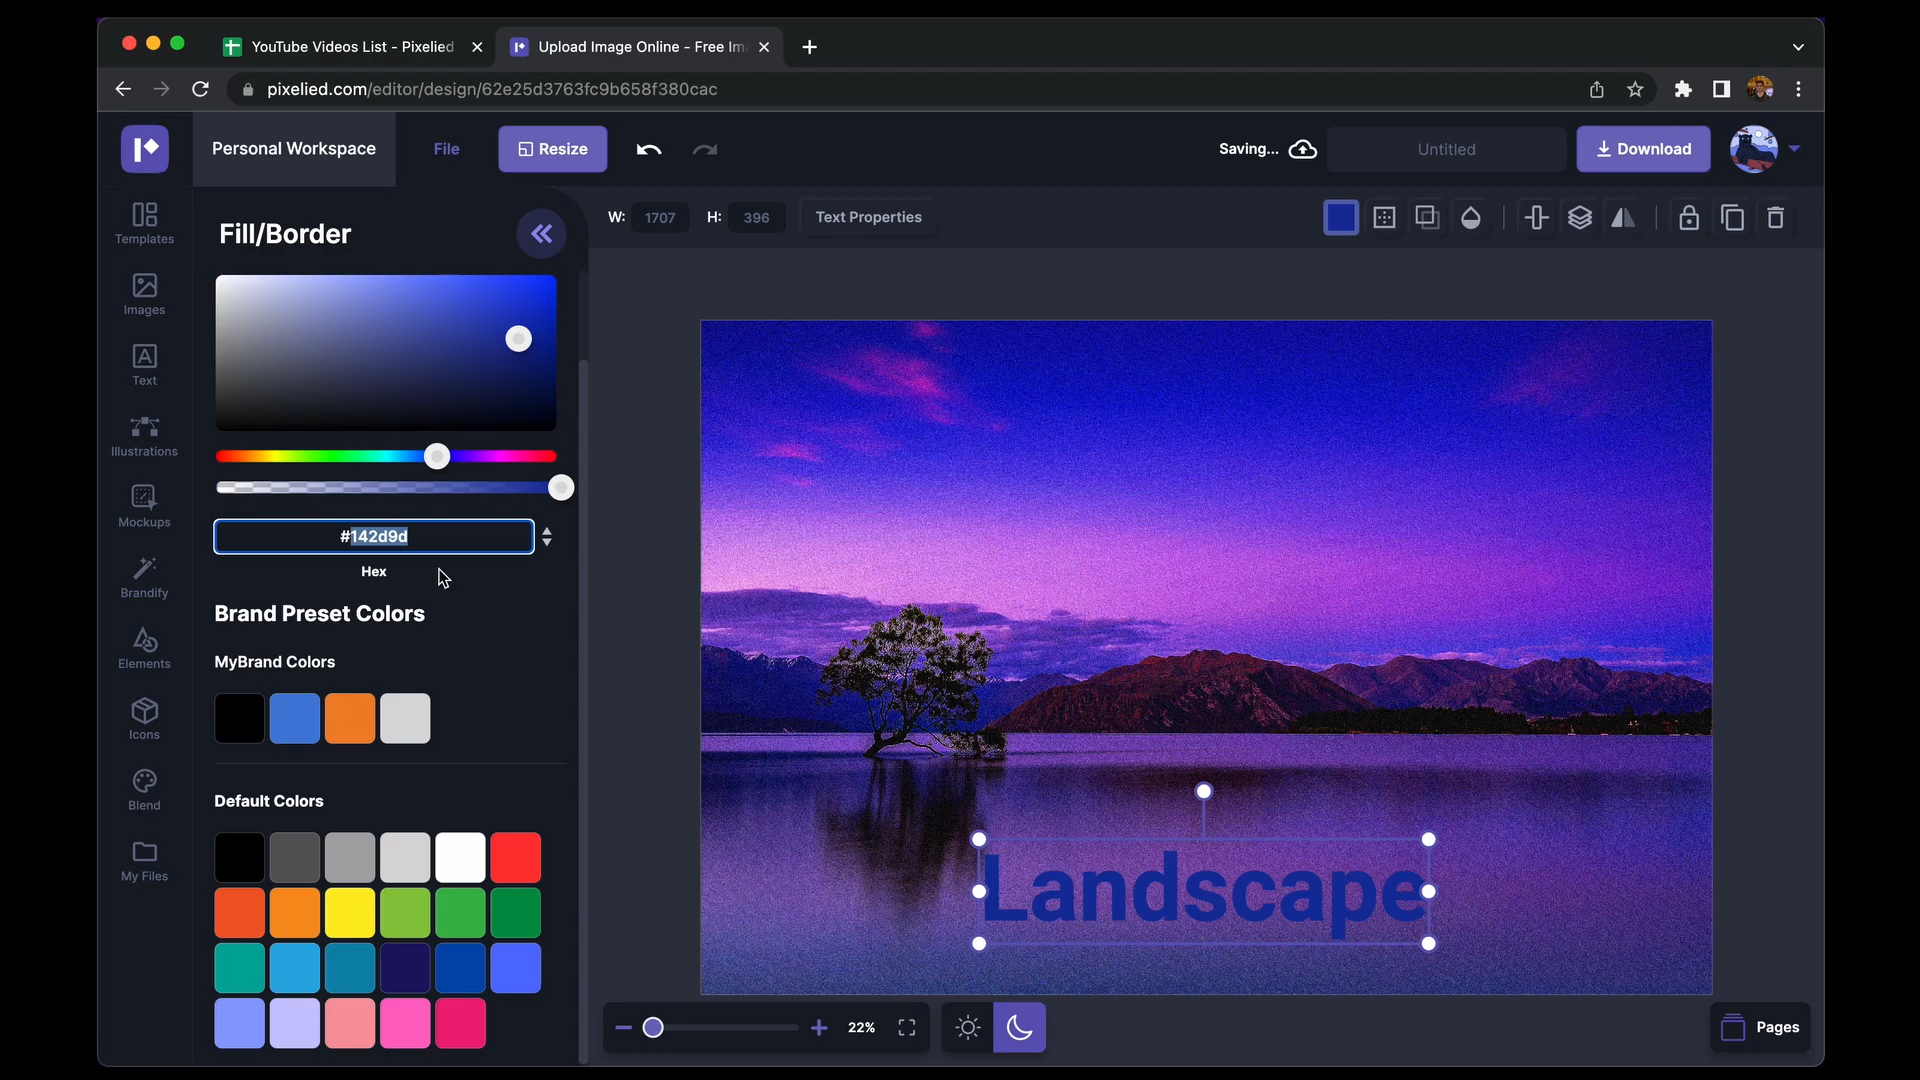 YouTube Videos List - Pixelied
Upload Image Online - Free Im
pixelied.com/editor/design/62e25d3763fc9b658f380cac
Personal Workspace
File
Resize
Saving...
Untitled
Download
Templates
Images
Text
Illustrations
Mockups
Brandify
Elements
Icons
Blend
My Files
Fill/Border
#142d9d
Hex
Brand Preset Colors
MyBrand Colors
Default Colors
W: 1707 H: 396 Text Properties
Landscape
22%
Pages